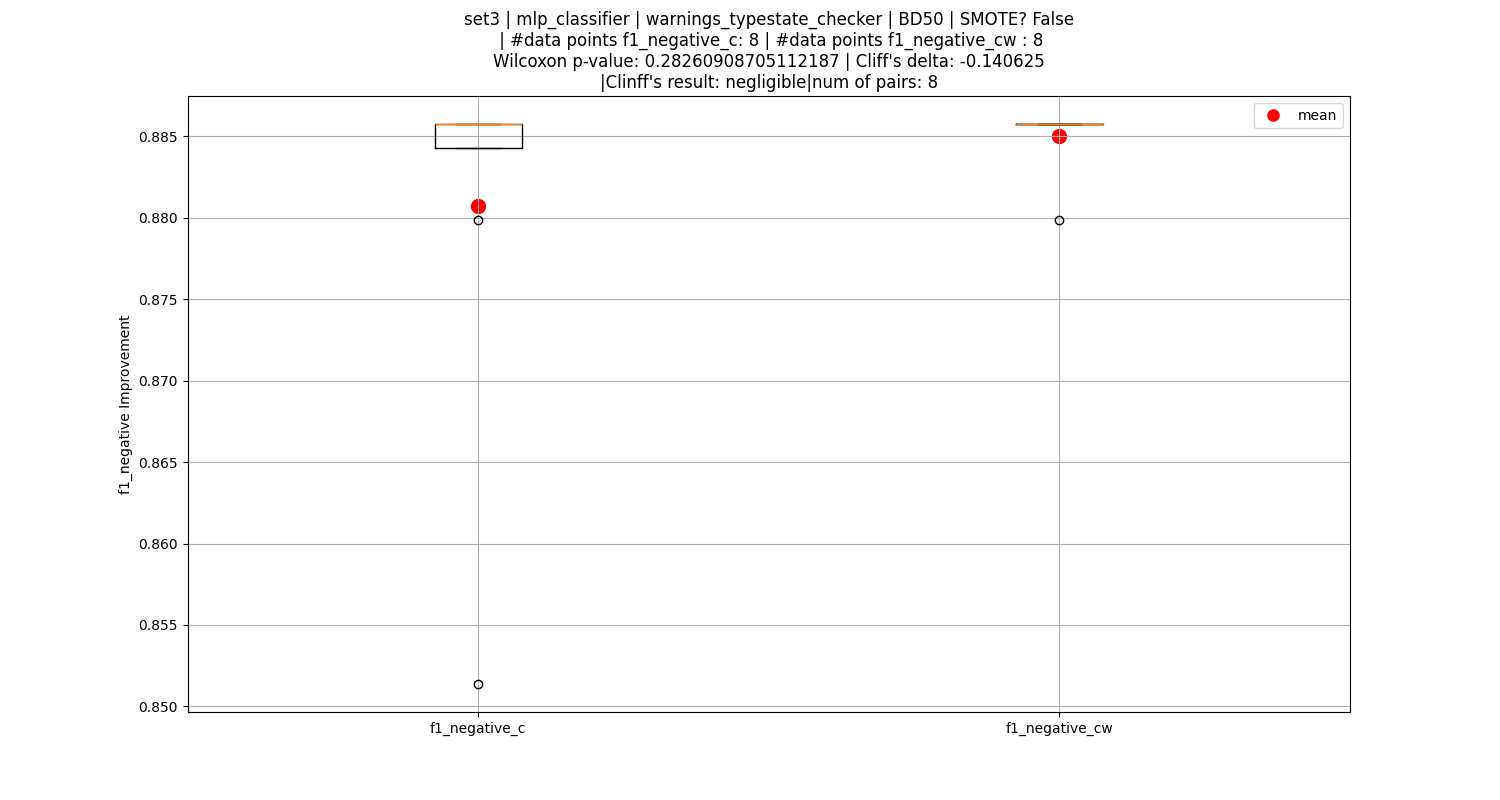 set3 | mlp_classifier | warnings_typestate_checker | BD50 | SMOTE? False
| #data points f1_negative_c: 8 | #data points f1_negative_cw : 8
Wilcoxon p-value: 0.28260908705112187 | Cliff's delta: -0.140625
|Clinff's result: negligible|num of pairs: 8
mean
0.885
0.880
0.875
0.870
0.865
0.860
0.855
0.850
f1_negative Improvement
f1_negative_c
f1_negative_cw